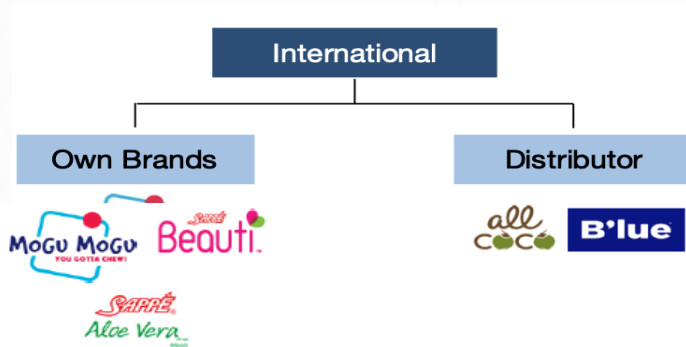 International
Own Brands
Distributor
MOGU MOGU
YOU GOTTA CHEW!
SAPPÉ
Beauti
all
coco
B'lue
SAPPÉ
Aloe Vera